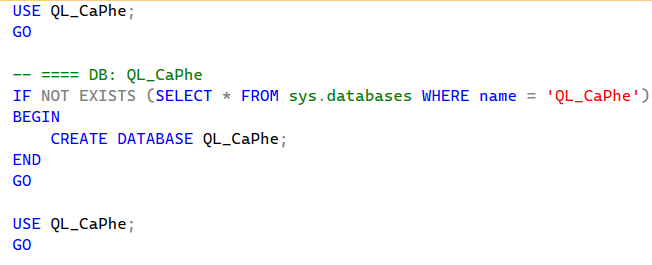 USE QL_CaPhe;
GO
-- ==== DB: QL_CaPhe
IF NOT EXISTS (SELECT * FROM sys.databases WHERE name = 'QL_CaPhe')
BEGIN
    CREATE DATABASE QL_CaPhe;
END
GO
USE QL_CaPhe;
GO